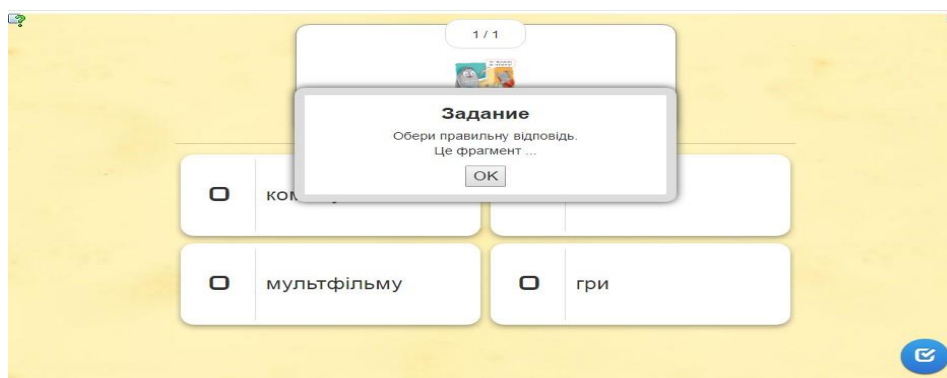 1 / 1
Задание
Обери правильну відповідь.
Це фрагмент ...
OK
мультфільму
гри